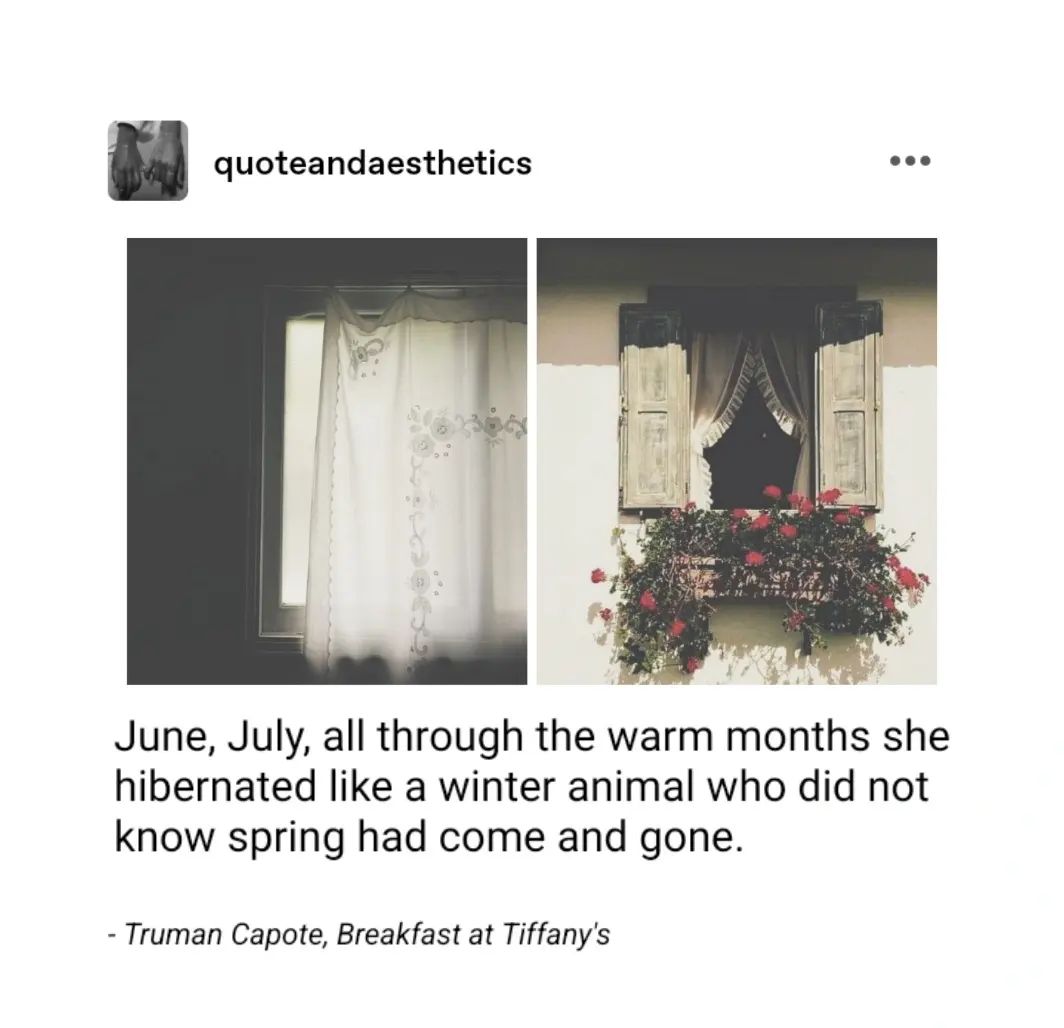 quoteandaesthetics
June, July, all through the warm months she
hibernated like a winter animal who did not
know spring had come and gone.
- Truman Capote, Breakfast at Tiffany's